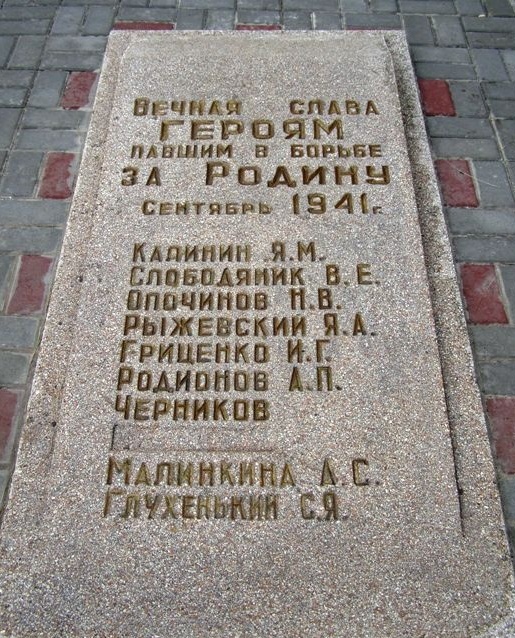 Вечная слава
героям
павшим в борьбе
за Родину
сентябрь 1941 г.
Калинин Я.М.
Слободяник В.Е.
Опочинов Н.В.
Рыжевский Я.А.
Гриценко И.Г.
Родионов А.П.
Черников
Малинкина А.С.
Глухенький С.Я.